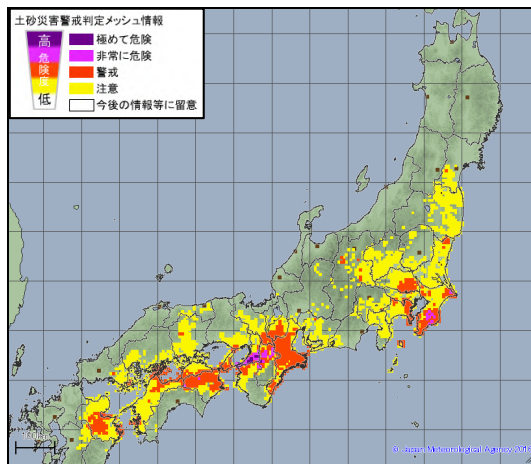 土砂災害警戒判定メッシュ情報
高
危険度
低
極めて危険
非常に危険
警戒
注意
今後の情報等に留意
© Japan Meteorological Agency